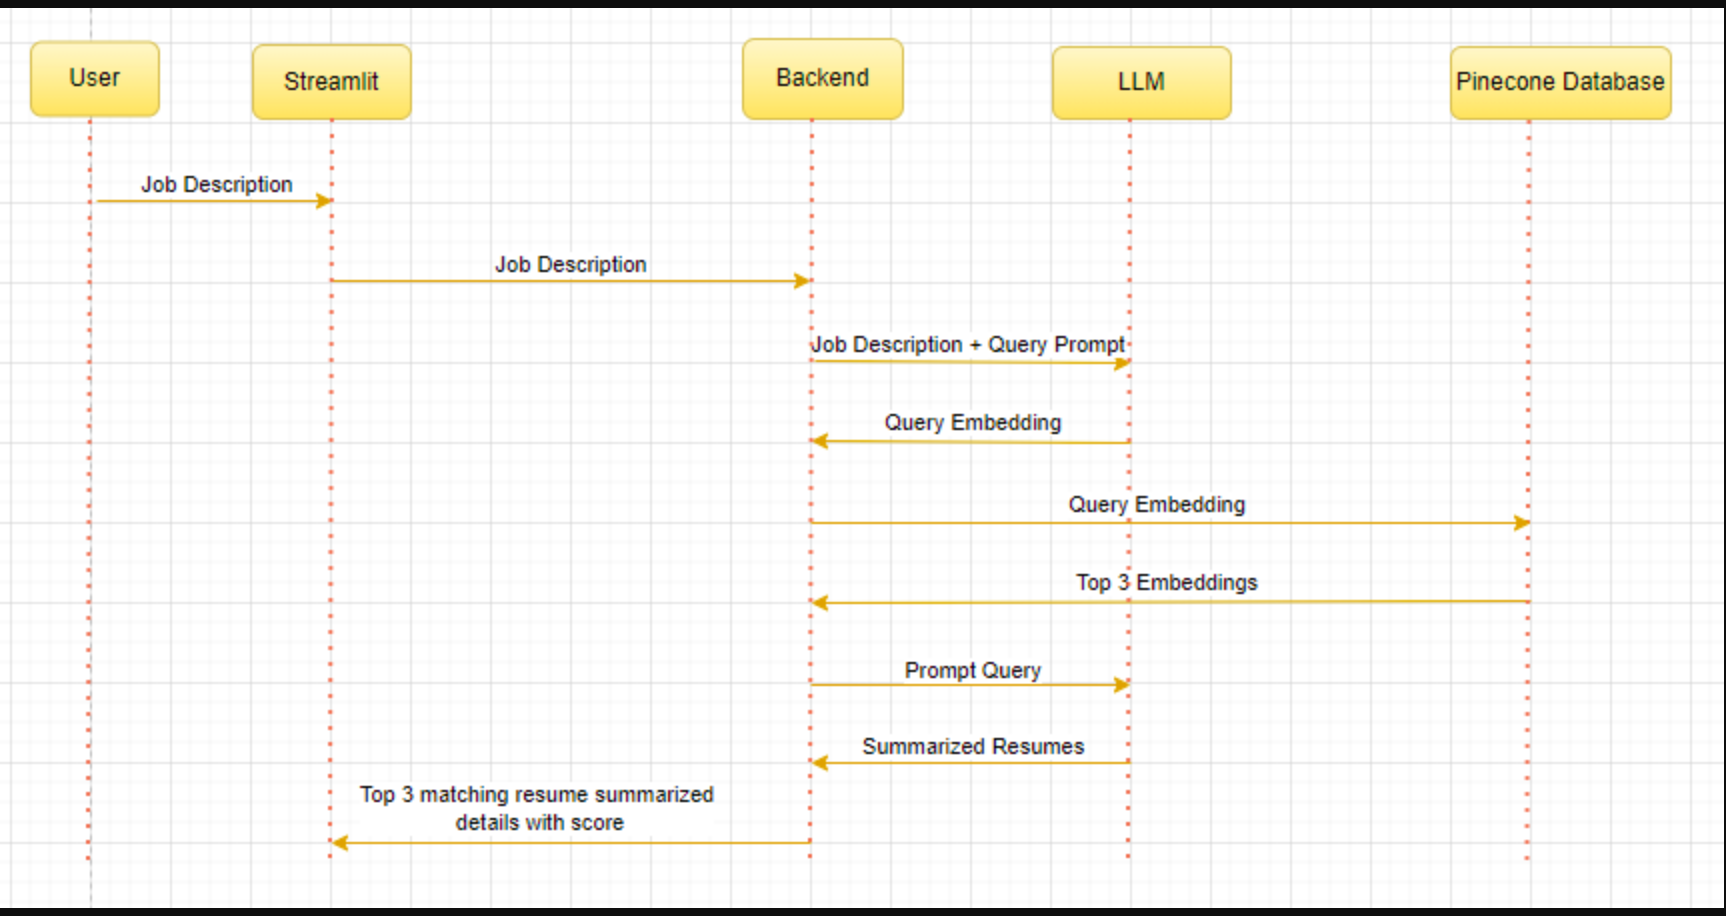 User
Streamlit
Backend
LLM
Pinecone Database
Job Description
Job Description
Job Description + Query Prompt
Query Embedding
Query Embedding
Top 3 Embeddings
Prompt Query
Summarized Resumes
Top 3 matching resume summarized
details with score